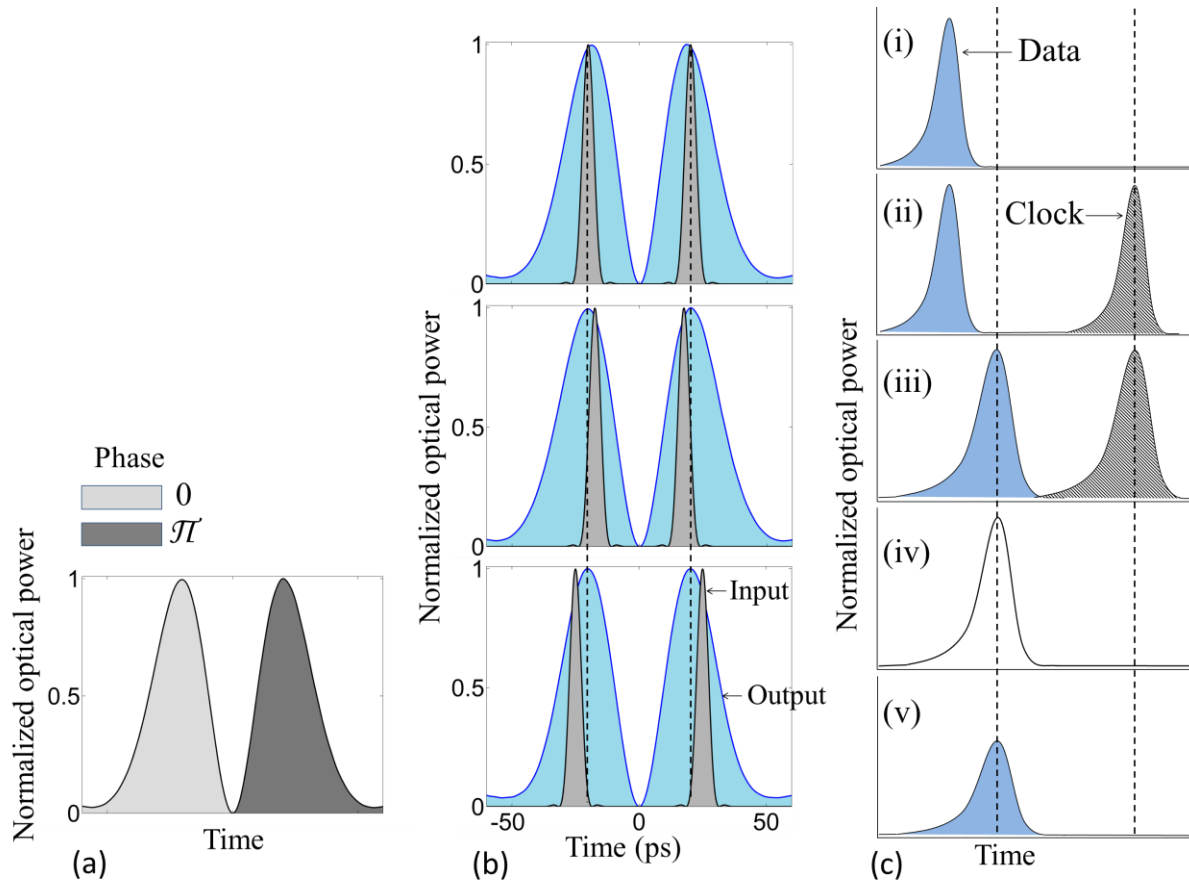 Phase
0
π
Normalized optical power
1
0.5
0
Time
(a)
Normalized optical power
1
0.5
0
1
0.5
0
1
0.5
0
Input
Output
-50
0
50
Time (ps)
(b)
Normalized optical power
(i)
Data
(ii)
Clock
(iii)
(iv)
(v)
Time
(c)